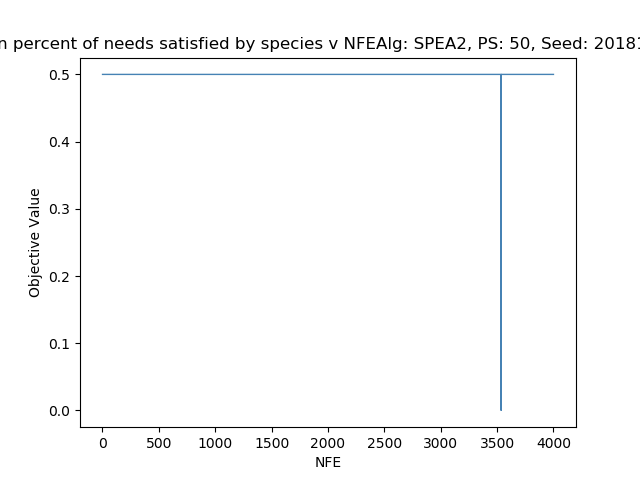 n percent of needs satisfied by species v NFEAlg: SPEA2, PS: 50, Seed: 20181
0.5
0.4
0.3
0.2
0.1
0.0
Objective Value
0 500 1000 1500 2000 2500 3000 3500 4000
NFE